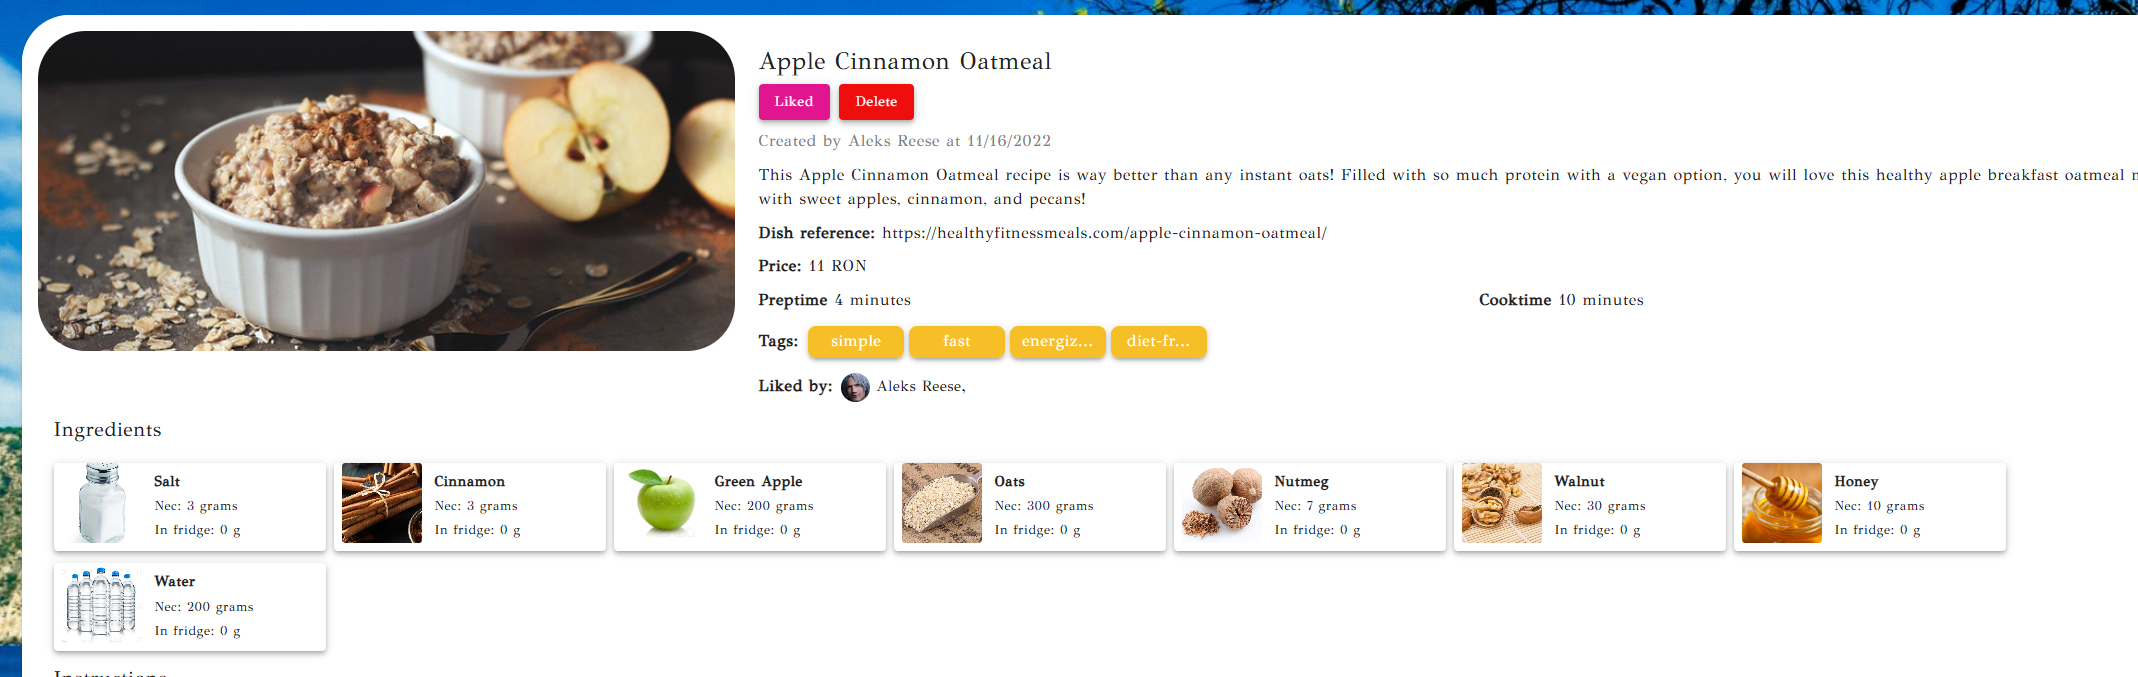 Apple Cinnamon Oatmeal
Liked Delete
Created by Aleks Reese at 11/16/2022
This Apple Cinnamon Oatmeal recipe is way better than any instant oats! Filled with so much protein with a vegan option, you will love this healthy apple breakfast oatmeal
with sweet apples, cinnamon, and pecans!
Dish reference: https://healthyfitnessmeals.com/apple-cinnamon-oatmeal/
Price: 11 RON
Preptime 4 minutes Cooktime 10 minutes
Tags: simple fast energiz... diet-fr...
Liked by: Aleks Reese,
Ingredients
Salt
Nec: 3 grams
In fridge: 0 g
Cinnamon
Nec: 3 grams
In fridge: 0 g
Green Apple
Nec: 200 grams
In fridge: 0 g
Oats
Nec: 300 grams
In fridge: 0 g
Nutmeg
Nec: 7 grams
In fridge: 0 g
Walnut
Nec: 30 grams
In fridge: 0 g
Honey
Nec: 10 grams
In fridge: 0 g
Water
Nec: 200 grams
In fridge: 0 g